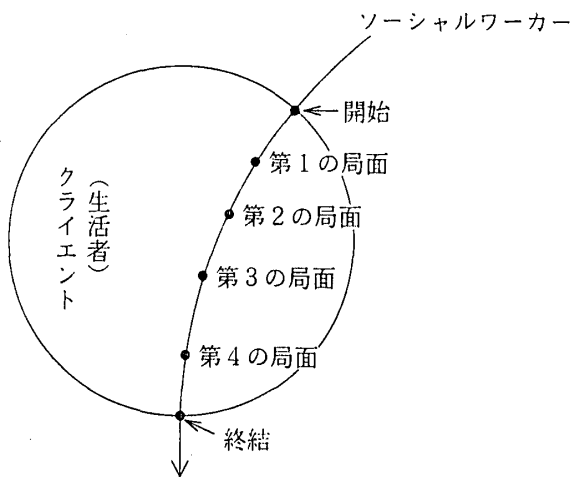 ソーシャルワーカー
開始
第1の局面
第2の局面
第3の局面
第4の局面
終結
(生活者)
クライエント